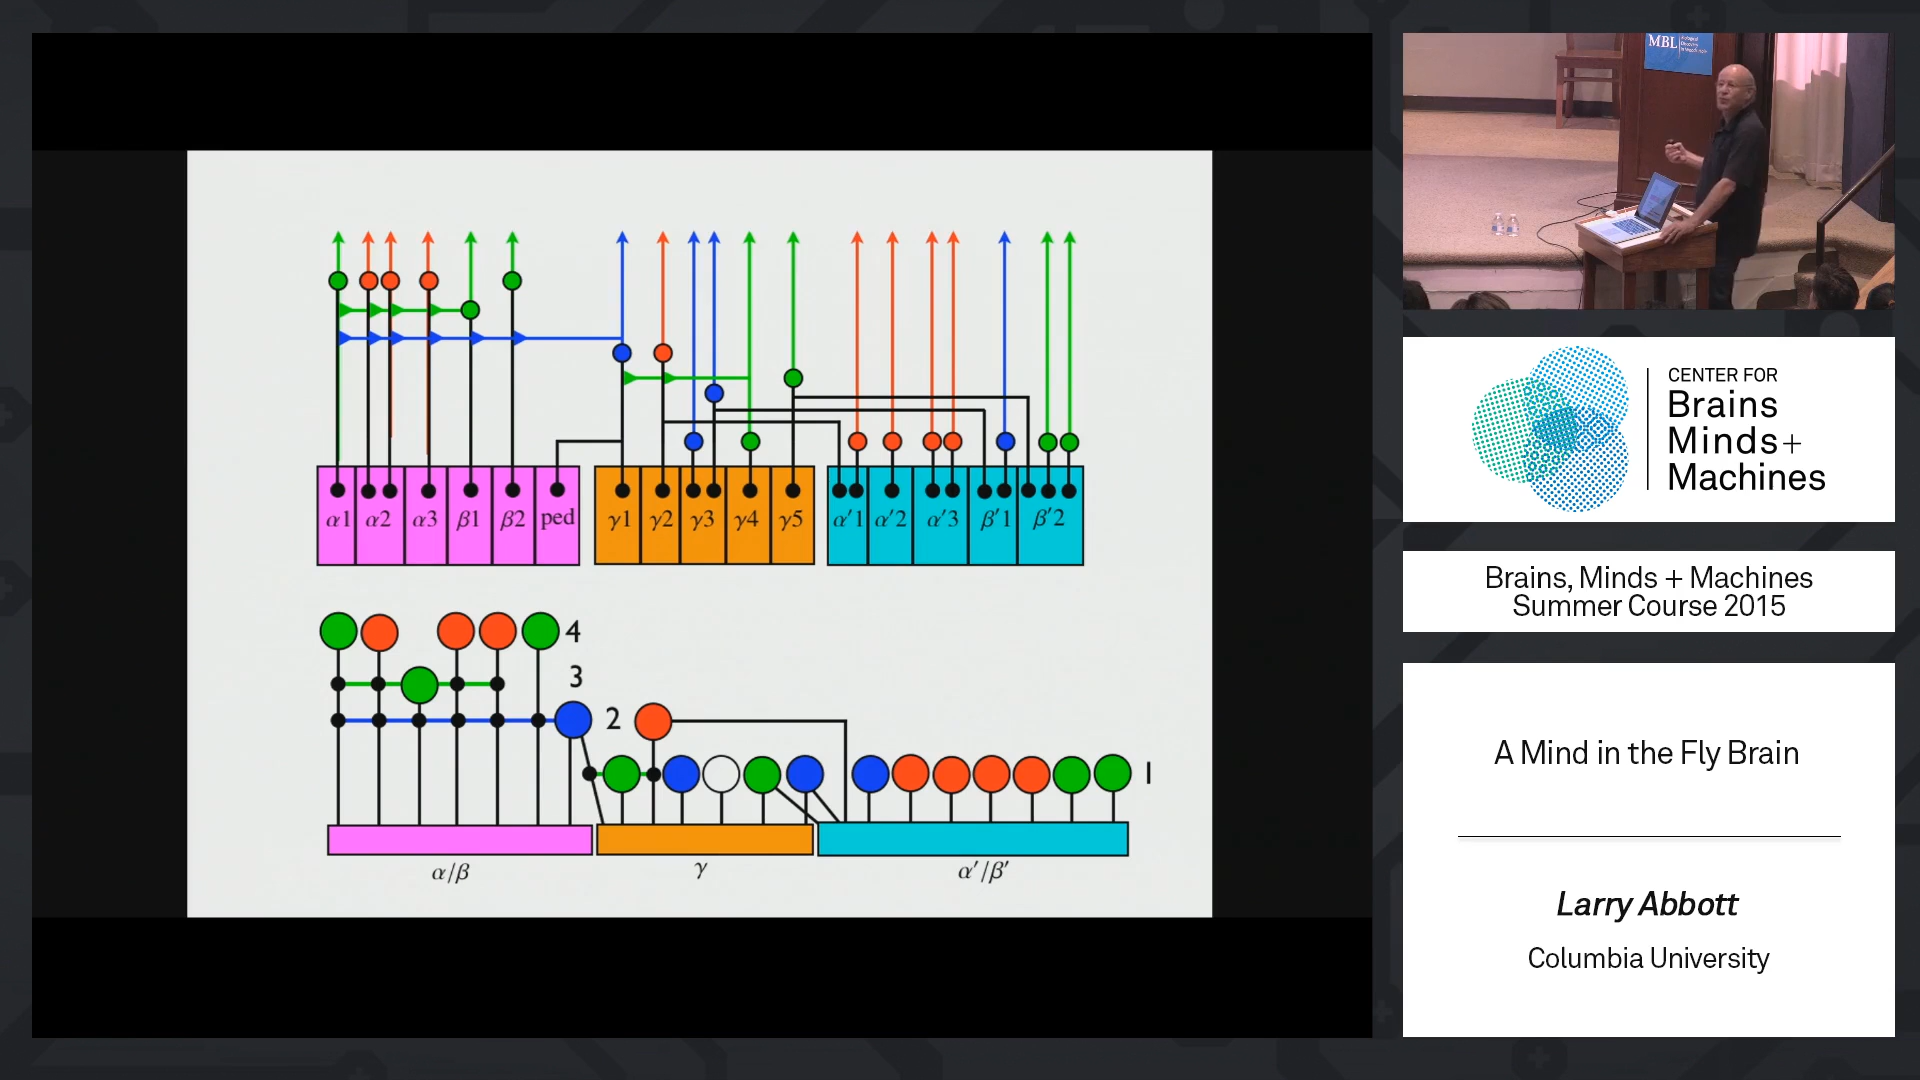 α1 α2 α3 β1 β2 ped γ1 γ2 γ3 γ4 γ5 α′1 α′2 α′3 β′1 β′2
4
3
2
1
α/β γ α′/β′
MBL
CENTER FOR
Brains
Minds+
Machines
Brains, Minds + Machines
Summer Course 2015
A Mind in the Fly Brain
Larry Abbott
Columbia University